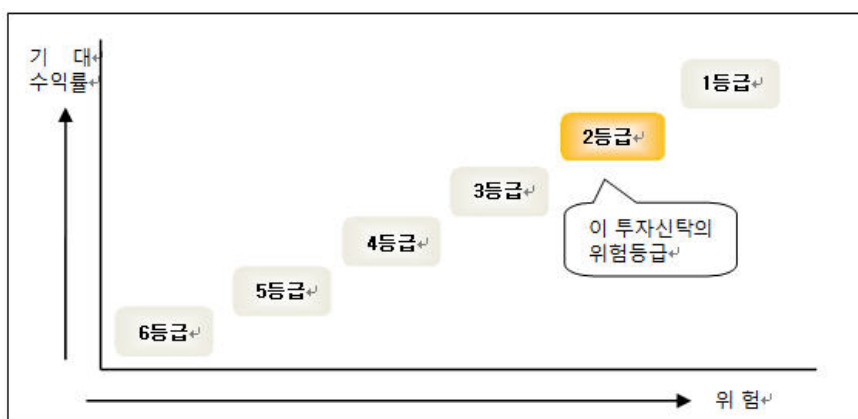 기 대
수익률
1등급
2등급
3등급
이 투자신탁의
위험등급
4등급
5등급
6등급
위 험